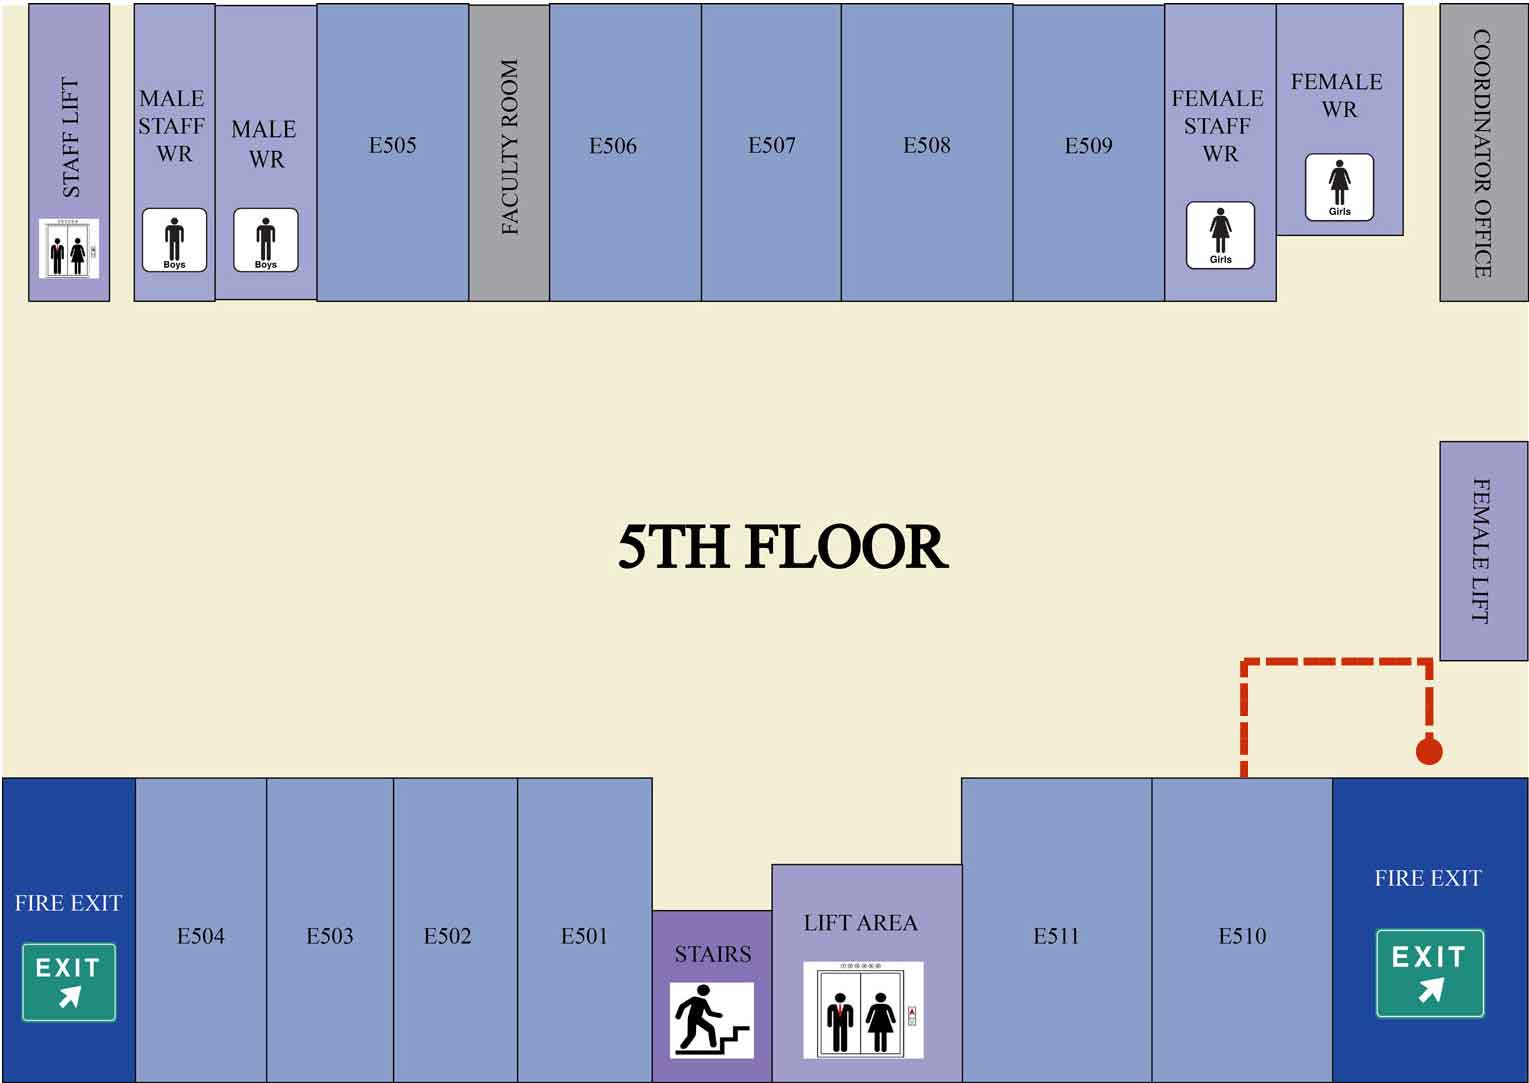 STAFF LIFT
MALE
STAFF
WR
Boys
MALE
WR
Boys
E505
FACULTY ROOM
E506
E507
E508
E509
FEMALE
STAFF
WR
Girls
FEMALE
WR
Girls
COORDINATOR OFFICE
5TH FLOOR
FEMALE LIFT
FIRE EXIT
EXIT
E504
E503
E502
E501
STAIRS
LIFT AREA
E511
E510
FIRE EXIT
EXIT